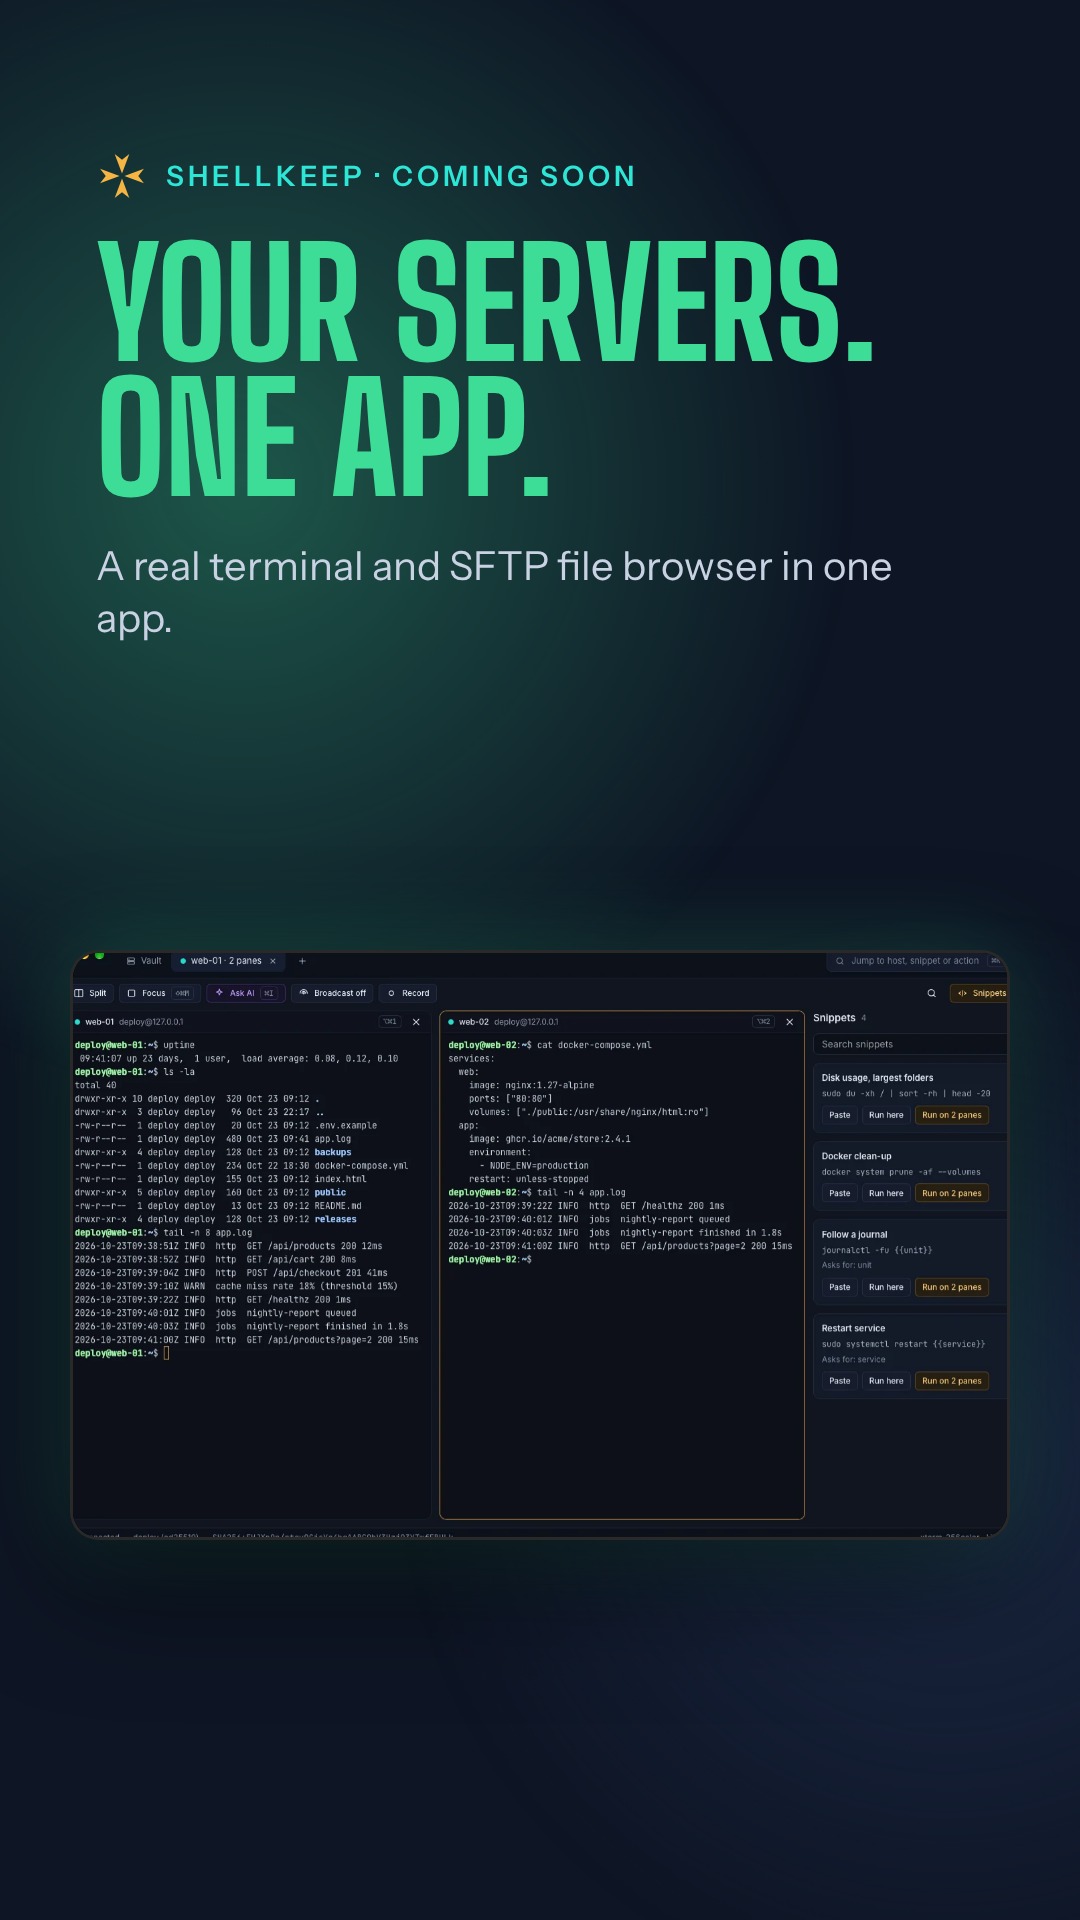 SHELLKEEP · COMING SOON
YOUR SERVERS.
ONE APP.
A real terminal and SFTP file browser in one
app.
Vault
web-01 · 2 panes
Jump to host, snippet or action
Split
Focus
Ask AI ⌘I
Broadcast off
Record
Snippets
web-01 deploy@127.0.0.1 ⌥⌘1
deploy@web-01:~$ uptime
09:41:07 up 23 days, 1 user, load average: 0.08, 0.12, 0.10
deploy@web-01:~$ ls -la
total 40
drwxr-xr-x 10 deploy deploy 320 Oct 23 09:12 .
drwxr-xr-x 3 deploy deploy 96 Oct 23 22:17 ..
-rw-r--r-- 1 deploy deploy 20 Oct 23 09:12 .env.example
-rw-r--r-- 1 deploy deploy 480 Oct 23 09:41 app.log
drwxr-xr-x 4 deploy deploy 128 Oct 23 09:12 backups
-rw-r--r-- 1 deploy deploy 234 Oct 22 18:30 docker-compose.yml
-rw-r--r-- 1 deploy deploy 155 Oct 23 09:12 index.html
drwxr-xr-x 5 deploy deploy 160 Oct 23 09:12 public
-rw-r--r-- 1 deploy deploy 13 Oct 23 09:12 README.md
drwxr-xr-x 4 deploy deploy 128 Oct 23 09:12 releases
deploy@web-01:~$ tail -n 8 app.log
2026-10-23T09:38:51Z INFO http GET /api/products 200 12ms
2026-10-23T09:38:52Z INFO http GET /api/cart 200 8ms
2026-10-23T09:39:04Z INFO http POST /api/checkout 201 41ms
2026-10-23T09:39:10Z WARN cache miss rate 18% (threshold 15%)
2026-10-23T09:39:22Z INFO http GET /healthz 200 1ms
2026-10-23T09:40:01Z INFO jobs nightly-report queued
2026-10-23T09:40:03Z INFO jobs nightly-report finished in 1.8s
2026-10-23T09:41:00Z INFO http GET /api/products?page=2 200 15ms
deploy@web-01:~$
web-02 deploy@127.0.0.1 ⌥⌘2
deploy@web-02:~$ cat docker-compose.yml
services:
web:
image: nginx:1.27-alpine
ports: ["80:80"]
volumes: ["./public:/usr/share/nginx/html:ro"]
app:
image: ghcr.io/acme/store:2.4.1
environment:
- NODE_ENV=production
restart: unless-stopped
deploy@web-02:~$ tail -n 4 app.log
2026-10-23T09:39:22Z INFO http GET /healthz 200 1ms
2026-10-23T09:40:01Z INFO jobs nightly-report queued
2026-10-23T09:40:03Z INFO jobs nightly-report finished in 1.8s
2026-10-23T09:41:00Z INFO http GET /api/products?page=2 200 15ms
deploy@web-02:~$
Snippets 4
Search snippets
Disk usage, largest folders
sudo du -xh / | sort -rh | head -20
Paste Run here Run on 2 panes
Docker clean-up
docker system prune -af --volumes
Paste Run here Run on 2 panes
Follow a journal
journalctl -fu {{unit}}
Asks for: unit
Paste Run here Run on 2 panes
Restart service
sudo systemctl restart {{service}}
Asks for: service
Paste Run here Run on 2 panes